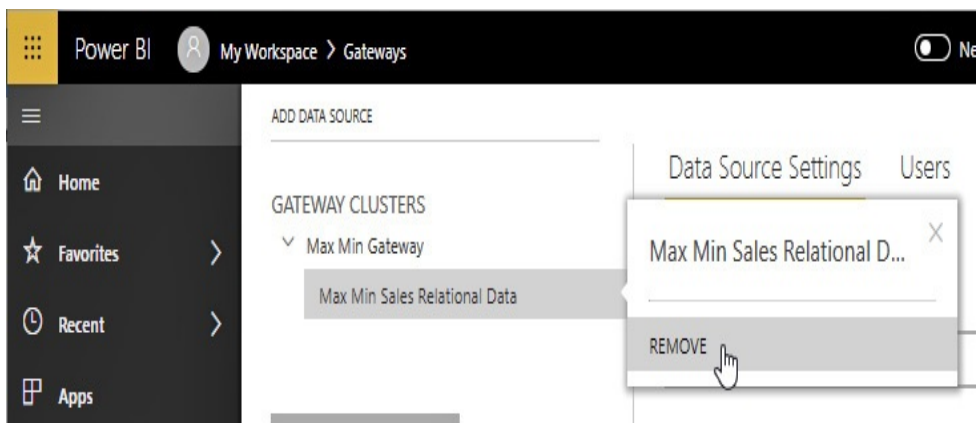 Power BI My Workspace > Gateways Ne
ADD DATA SOURCE
Home
Favorites
Recent
Apps
GATEWAY CLUSTERS
Max Min Gateway
Max Min Sales Relational Data
Data Source Settings Users
Max Min Sales Relational D...
REMOVE